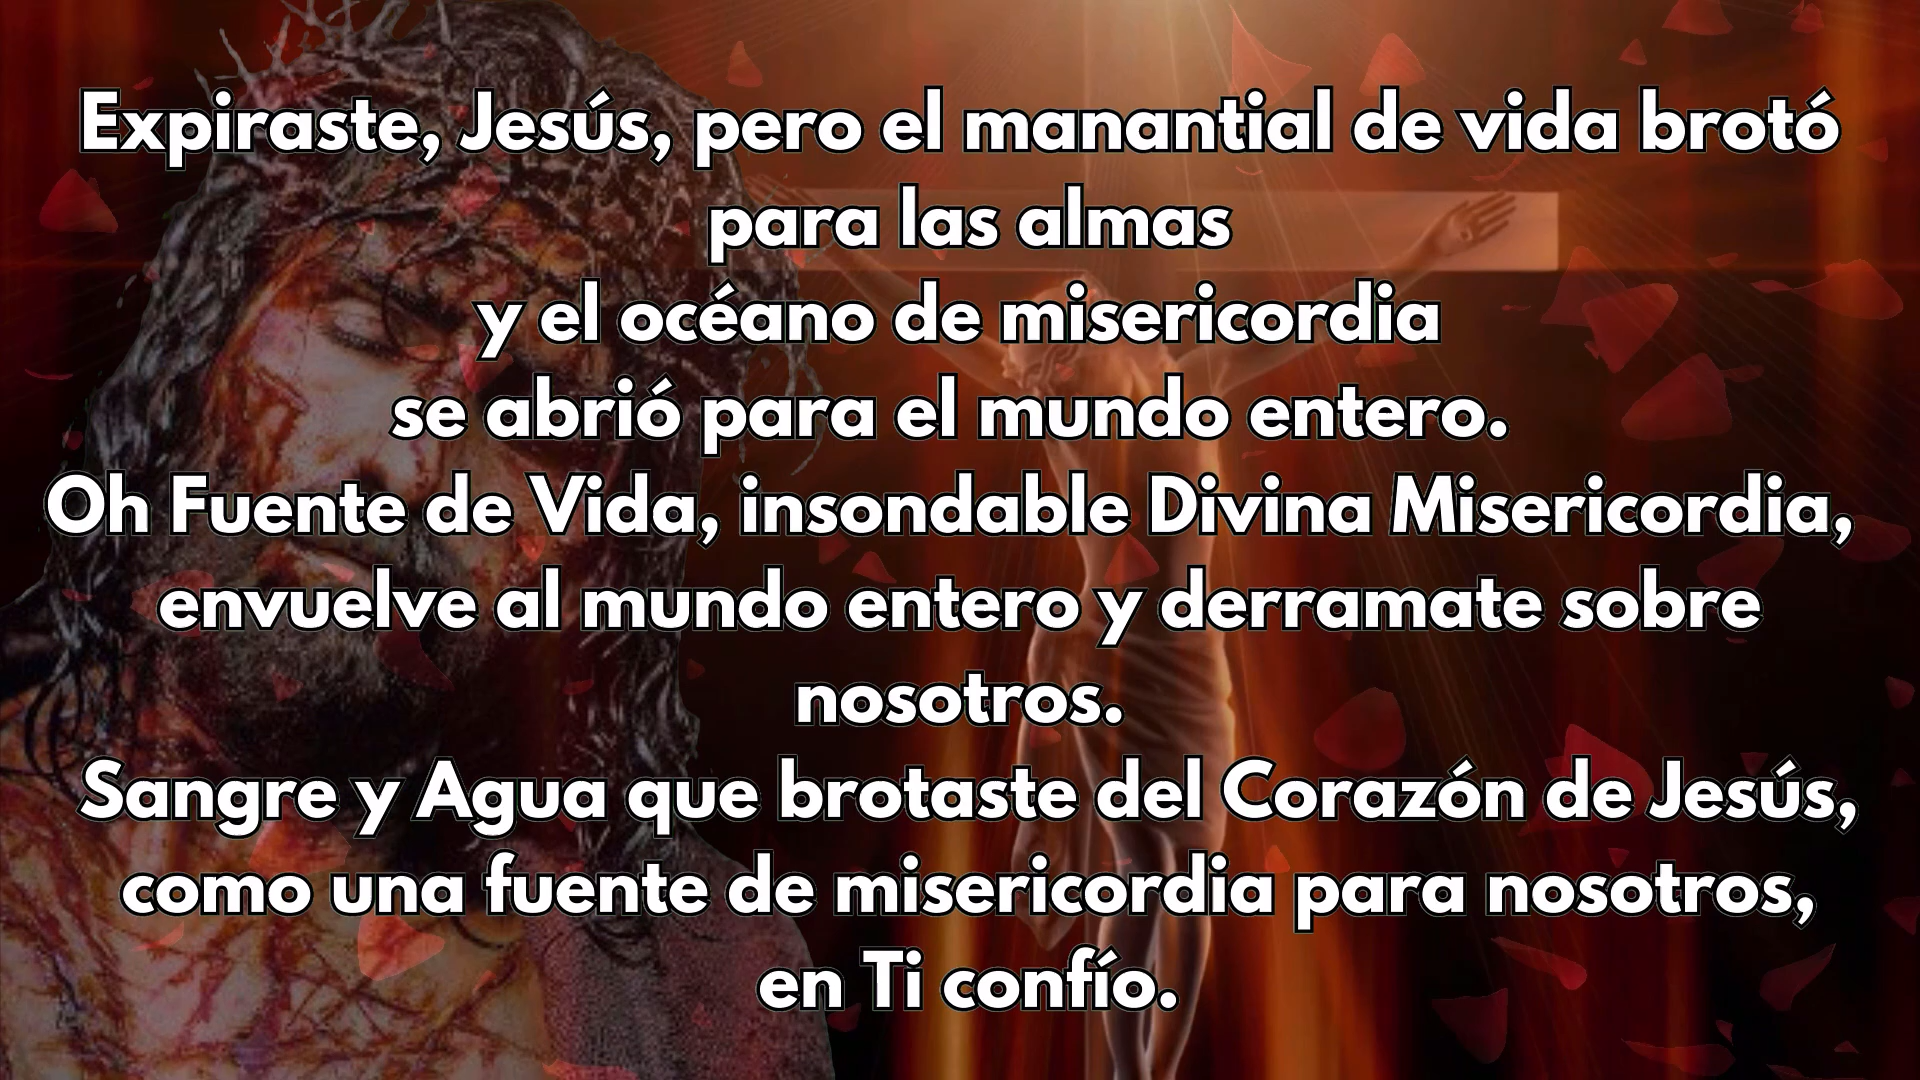 Expiraste, Jesús, pero el manantial de vida brotó
para las almas
y el océano de misericordia
se abrió para el mundo entero.
Oh Fuente de Vida, insondable Divina Misericordia,
envuelve al mundo entero y derramate sobre
nosotros.
Sangre y Agua que brotaste del Corazón de Jesús,
como una fuente de misericordia para nosotros,
en Ti confío.